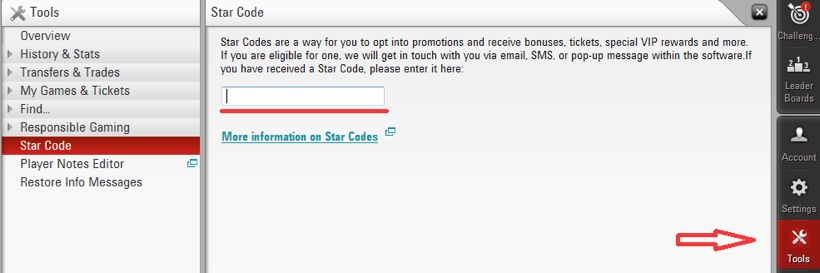 Tools
Overview
History & Stats
Transfers & Trades
My Games & Tickets
Find...
Responsible Gaming
Star Code
Player Notes Editor
Restore Info Messages
Star Code
Star Codes are a way for you to opt into promotions and receive bonuses, tickets, special VIP rewards and more.
If you are eligible for one, we will get in touch with you via email, SMS, or pop-up message within the software.If
you have received a Star Code, please enter it here:
More information on Star Codes
Challeng...
1 2 3
Leader
Boards
Account
Settings
Tools